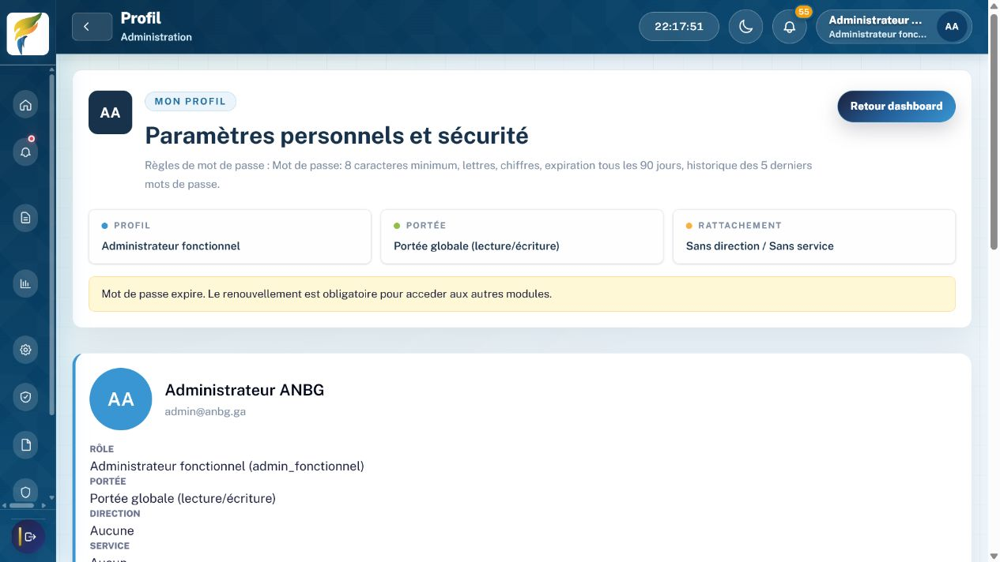 Profil
Administration
22:17:51
55
Administrateur ...
Administrateur fonc...
AA
AA
MON PROFIL
Retour dashboard
Paramètres personnels et sécurité
Règles de mot de passe : Mot de passe: 8 caracteres minimum, lettres, chiffres, expiration tous les 90 jours, historique des 5 derniers
mots de passe.
PROFIL
Administrateur fonctionnel
PORTÉE
Portée globale (lecture/écriture)
RATTACHEMENT
Sans direction / Sans service
Mot de passe expire. Le renouvellement est obligatoire pour acceder aux autres modules.
AA
Administrateur ANBG
admin@anbg.ga
RÔLE
Administrateur fonctionnel (admin_fonctionnel)
PORTÉE
Portée globale (lecture/écriture)
DIRECTION
Aucune
SERVICE
Aucun